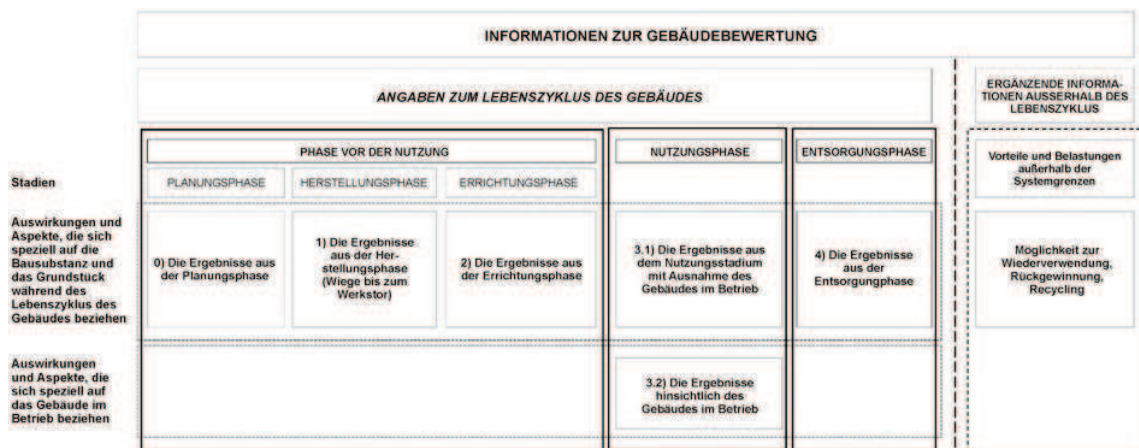 INFORMATIONEN ZUR GEBÄUDEBEWERTUNG
ANGABEN ZUM LEBENSZYKLUS DES GEBÄUDES
ERGÄNZENDE INFORMA-
TIONEN AUSSERHALB DES
LEBENSZYKLUS
PHASE VOR DER NUTZUNG
NUTZUNGSPHASE
ENTSORGUNGSPHASE
Vorteile und Belastungen
außerhalb der
Systemgrenzen
Stadien
PLANUNGSPHASE
HERSTELLUNGSPHASE
ERRICHTUNGSPHASE
Auswirkungen und
Aspekte, die sich
speziell auf die
Bausubstanz und
das Grundstück
während des
Lebenszyklus des
Gebäudes beziehen
0) Die Ergebnisse aus
der Planungsphase
1) Die Ergebnisse
aus der Her-
stellungsphase
(Wiege bis zum
Werkstor)
2) Die Ergebnisse aus
der Errichtungsphase
3.1) Die Ergebnisse aus
dem Nutzungsstadium
mit Ausnahme des
Gebäudes im Betrieb
4) Die Ergebnisse
aus der
Entsorgungphase
Möglichkeit zur
Wiederverwendung,
Rückgewinnung,
Recycling
Auswirkungen
und Aspekte, die
sich speziell auf
das Gebäude im
Betrieb beziehen
3.2) Die Ergebnisse
hinsichtlich des
Gebäudes im Betrieb